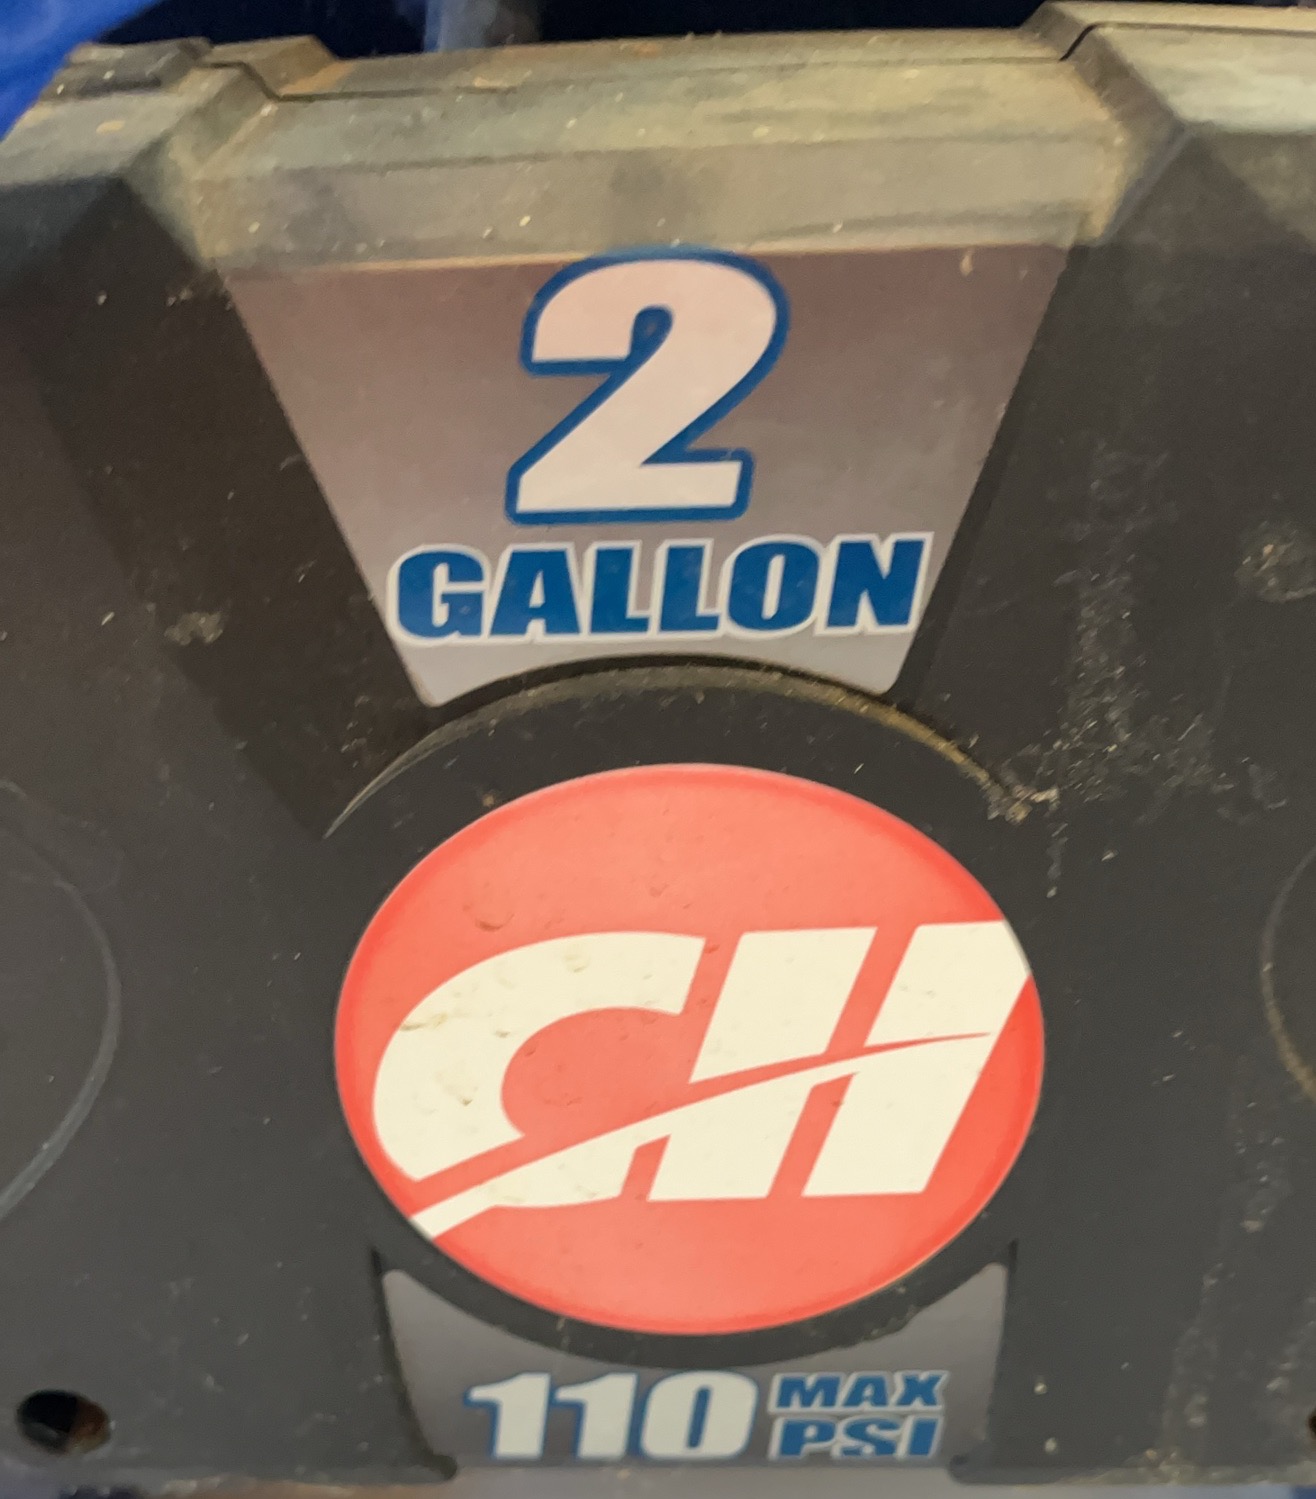 2
GALLON
CH
110 MAX
PSI